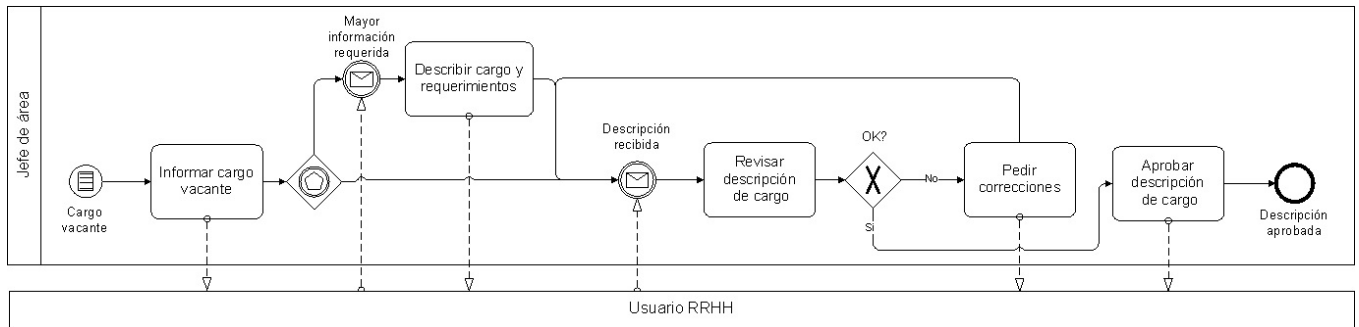 Jefe de área
Cargo
vacante
Informar cargo
vacante
Mayor
información
requerida
Describir cargo y
requerimientos
Descripción
recibida
Revisar
descripción
de cargo
OK?
No
Si
Pedir
correcciones
Aprobar
descripción
de cargo
Descripción
aprobada
Usuario RRHH